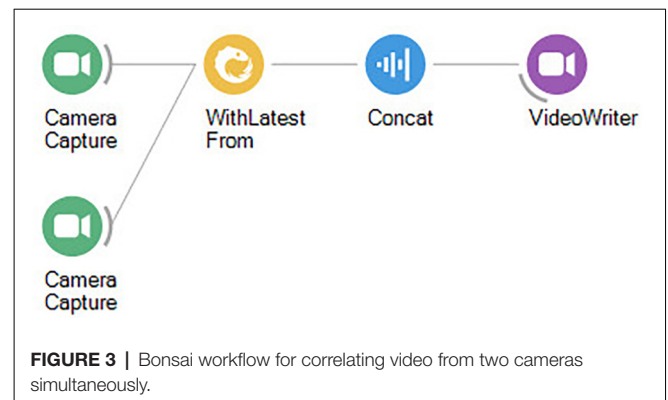 Camera
Capture
WithLatest
From
Concat
VideoWriter
Camera
Capture
FIGURE 3 | Bonsai workflow for correlating video from two cameras
simultaneously.